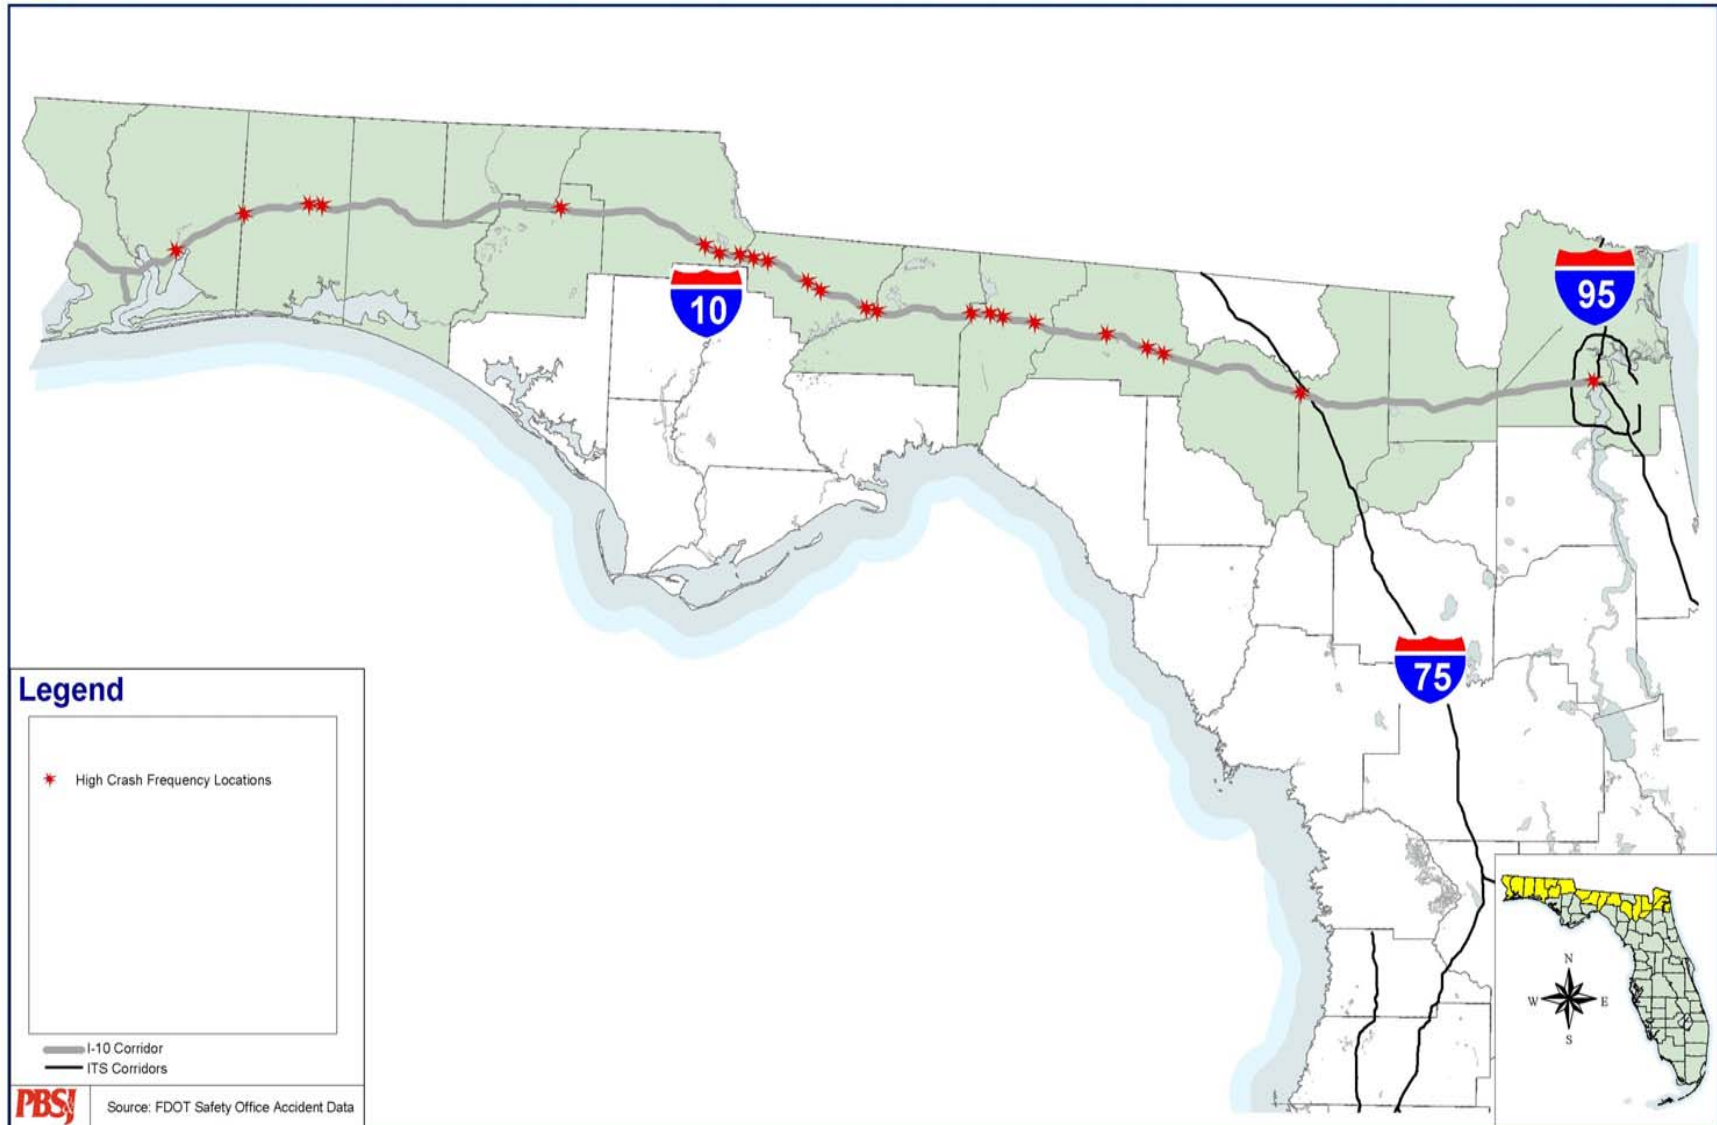 10
95
75
Legend
High Crash Frequency Locations
I-10 Corridor
ITS Corridors
PBSJ
Source: FDOT Safety Office Accident Data
N
W
E
S